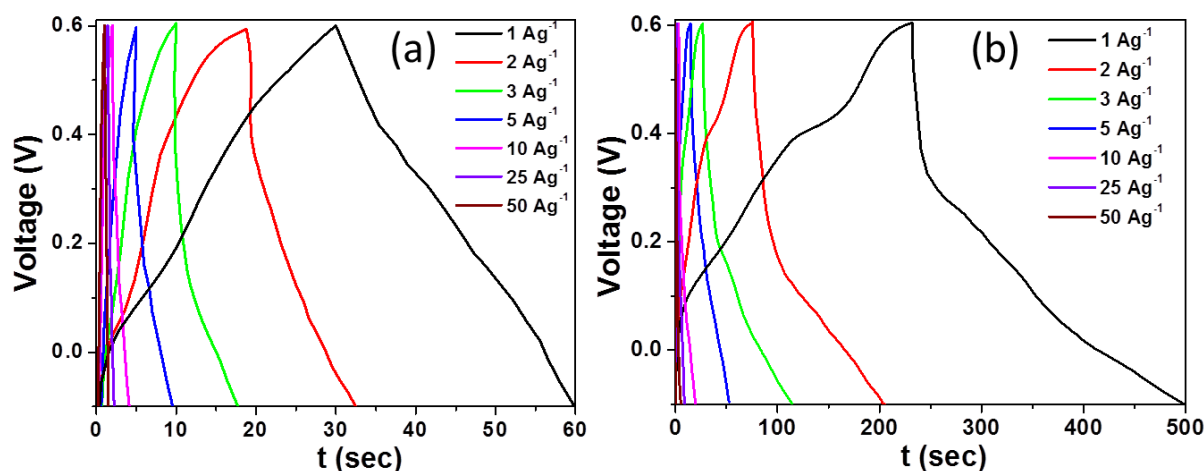 (a)
1 Ag⁻¹
2 Ag⁻¹
3 Ag⁻¹
5 Ag⁻¹
10 Ag⁻¹
25 Ag⁻¹
50 Ag⁻¹
0.6
0.4
0.2
0.0
Voltage (V)
0 10 20 30 40 50 60
t (sec)
(b)
1 Ag⁻¹
2 Ag⁻¹
3 Ag⁻¹
5 Ag⁻¹
10 Ag⁻¹
25 Ag⁻¹
50 Ag⁻¹
0.6
0.4
0.2
0.0
Voltage (V)
0 100 200 300 400 500
t (sec)